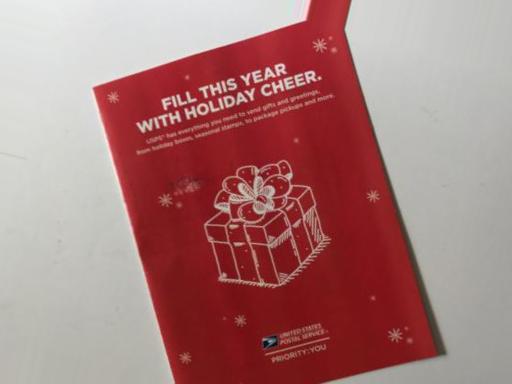 FILL THIS YEAR
WITH HOLIDAY CHEER.
USPS® has everything you need to send gifts and greetings,
from holiday boxes, seasonal stamps, to package pickups and more.
UNITED STATES
POSTAL SERVICE®
PRIORITY:YOU